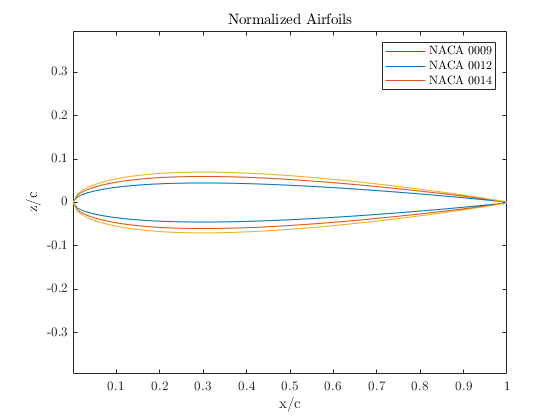 Normalized Airfoils
NACA 0009
NACA 0012
NACA 0014
z/c
0.3
0.2
0.1
0
-0.1
-0.2
-0.3
0.1 0.2 0.3 0.4 0.5 0.6 0.7 0.8 0.9 1
x/c